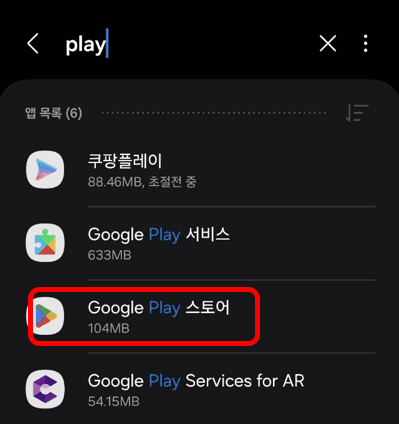 play
앱 목록 (6)
쿠팡플레이
88.46MB, 초절전 중
Google Play 서비스
633MB
Google Play 스토어
104MB
Google Play Services for AR
54.15MB